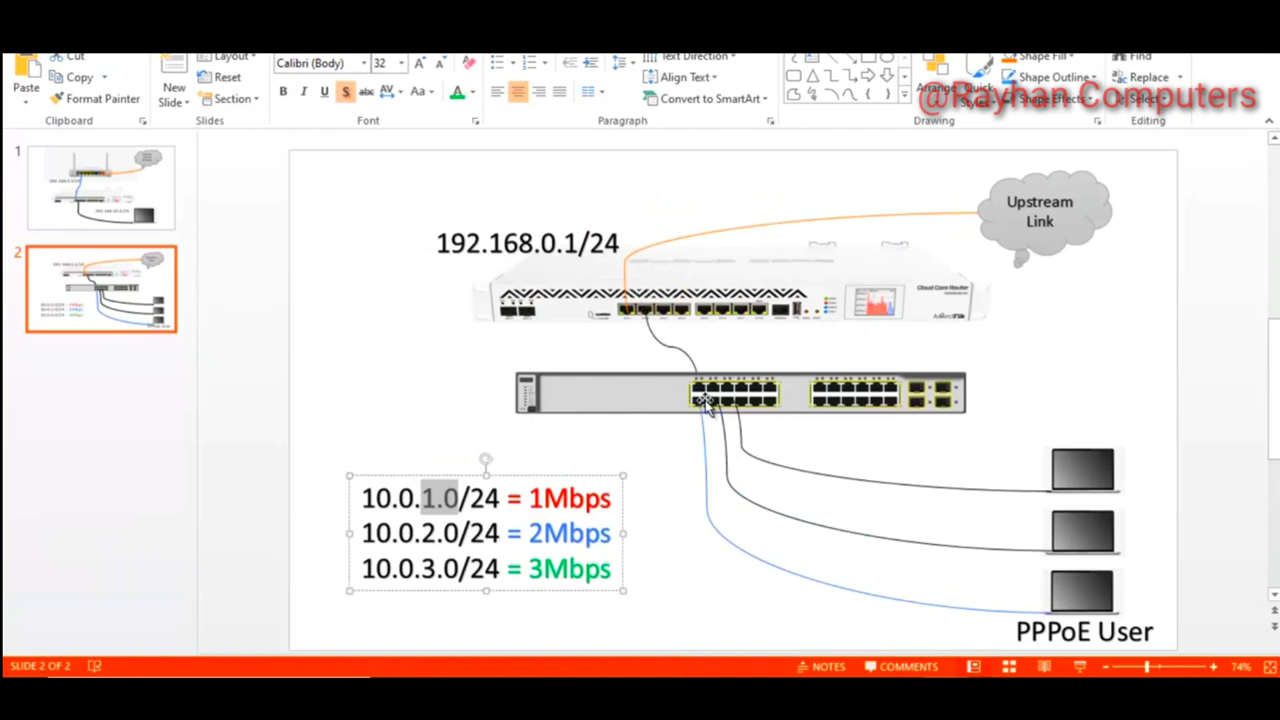 Cut
Copy
Format Painter
Paste
Clipboard
New
Slide
Layout
Reset
Section
Slides
Calibri (Body)
32
B I U S abc AV Aa A
Font
Text Direction
Align Text
Convert to SmartArt
Paragraph
Arrange
Quick
Shape Fill
Shape Outline
Shape Effects
Drawing
Find
Replace
Select
Editing
@Rayhan Computers
1
2
Upstream
Link
192.168.0.1/24
Cloud Core Router
MikroTik
10.0.1.0/24 = 1Mbps
10.0.2.0/24 = 2Mbps
10.0.3.0/24 = 3Mbps
PPPoE User
SLIDE 2 OF 2
NOTES
COMMENTS
74%